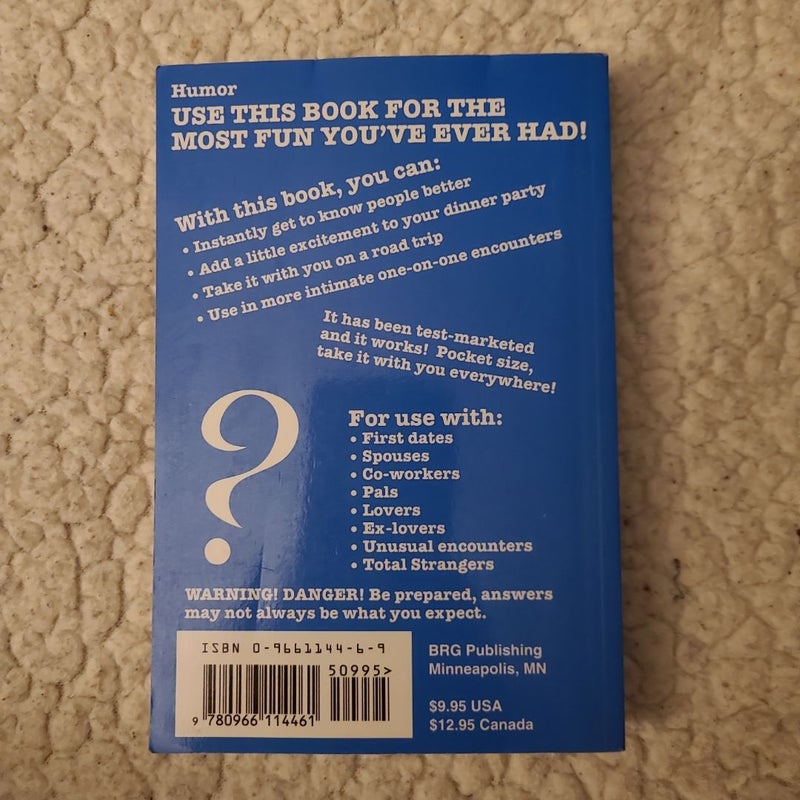 Humor
USE THIS BOOK FOR THE
MOST FUN YOU'VE EVER HAD!
With this book, you can:
• Instantly get to know people better
• Add a little excitement to your dinner party
• Take it with you on a road trip
• Use in more intimate one-on-one encounters
It has been test-marketed
and it works! Pocket size,
take it with you everywhere!
?
For use with:
• First dates
• Spouses
• Co-workers
• Pals
• Lovers
• Ex-lovers
• Unusual encounters
• Total Strangers
WARNING! DANGER! Be prepared, answers
may not always be what you expect.
ISBN 0-9661144-6-9
50995>
9 780966 114461
BRG Publishing
Minneapolis, MN
$9.95 USA
$12.95 Canada